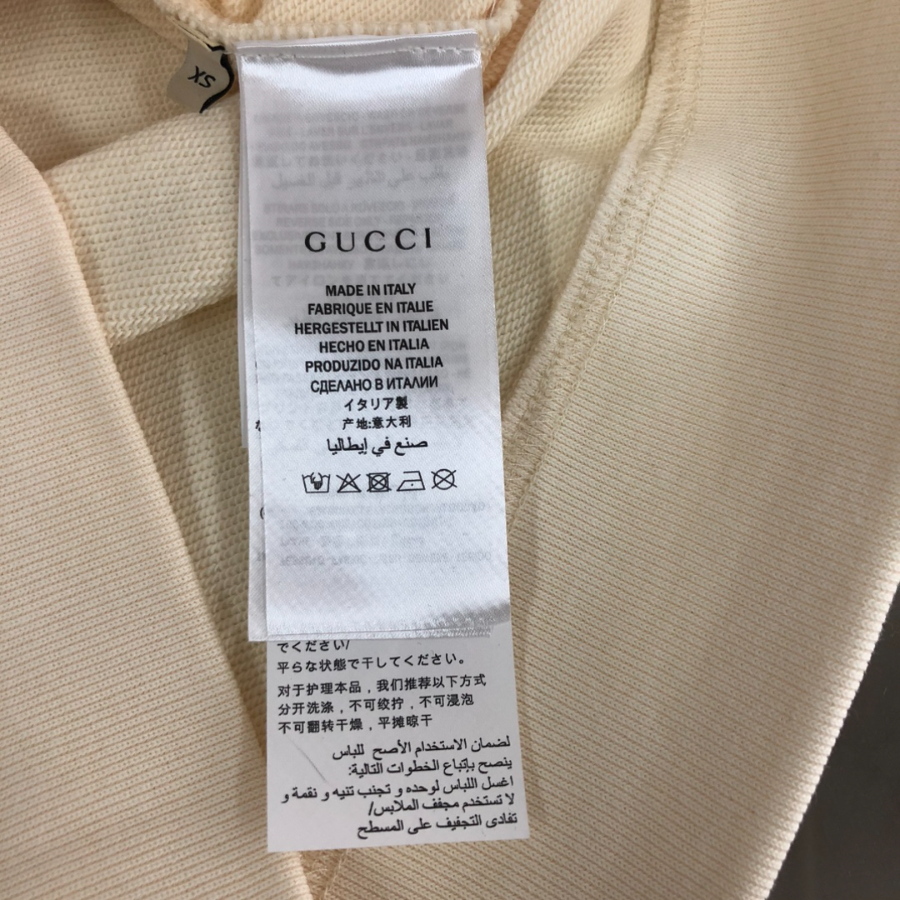 XS
GUCCI
MADE IN ITALY
FABRIQUE EN ITALIE
HERGESTELLT IN ITALIEN
HECHO EN ITALIA
PRODUZIDO NA ITALIA
СДЕЛАНО В ИТАЛИИ
イタリア製
产地:意大利
صنع في إيطاليا
でください/
平らな状態で干してください。
对于护理本品，我们推荐以下方式
分开洗涤，不可绞拧，不可浸泡
不可翻转干燥，平摊晾干
لضمان الاستخدام الأصح للباس
ينصح بإتباع الخطوات التالية:
اغسل اللباس لوحده و تجنب تنيه و نقمة و
لا تستخدم مجفف الملابس/
تفادى التجفيف على المسطح